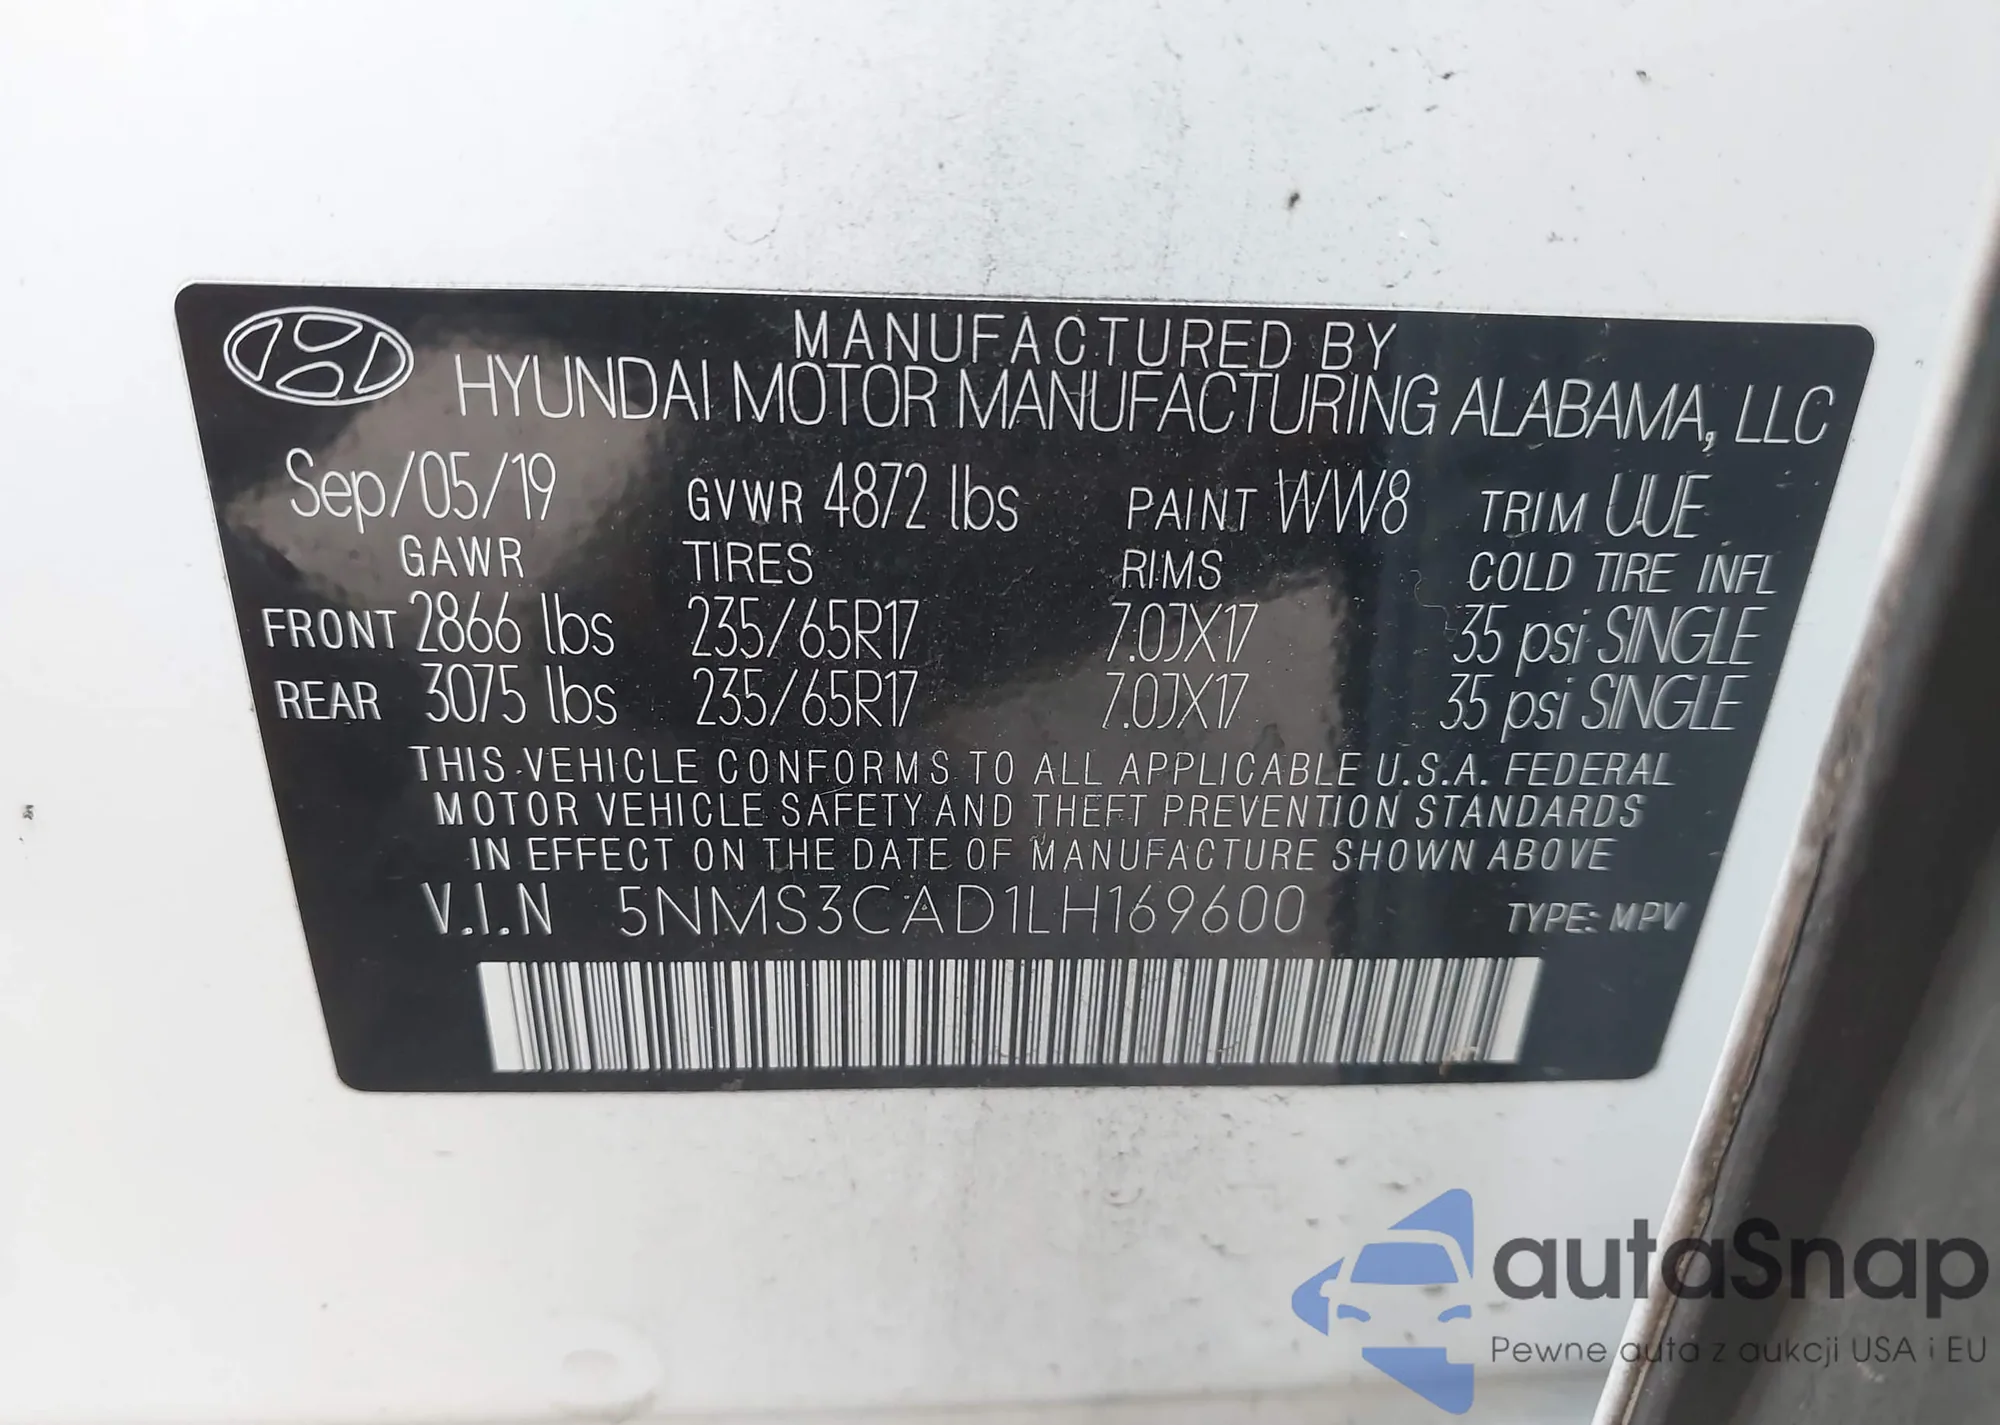 MANUFACTURED BY
HYUNDAI MOTOR MANUFACTURING ALABAMA, LLC
Sep/05/19 GVWR 4872 lbs PAINT WW8 TRIM UUE
GAWR TIRES RIMS COLD TIRE INFL
FRONT 2866 lbs 235/65R17 7.0JX17 35 psi SINGLE
REAR 3075 lbs 235/65R17 7.0JX17 35 psi SINGLE
THIS VEHICLE CONFORMS TO ALL APPLICABLE U.S.A. FEDERAL
MOTOR VEHICLE SAFETY AND THEFT PREVENTION STANDARDS
IN EFFECT ON THE DATE OF MANUFACTURE SHOWN ABOVE
V.I.N 5NMS3CAD1LH169600 TYPE: MPV
autaSnap
Pewne auta z aukcji USA i EU